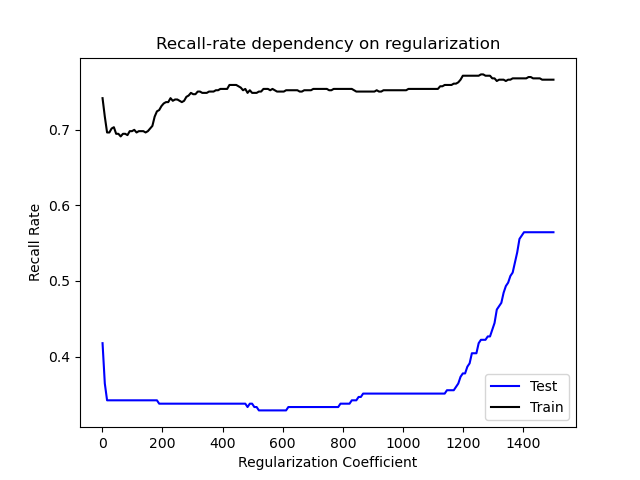 Recall-rate dependency on regularization
Recall Rate
0.7
0.6
0.5
0.4
0 200 400 600 800 1000 1200 1400
Regularization Coefficient
Test
Train